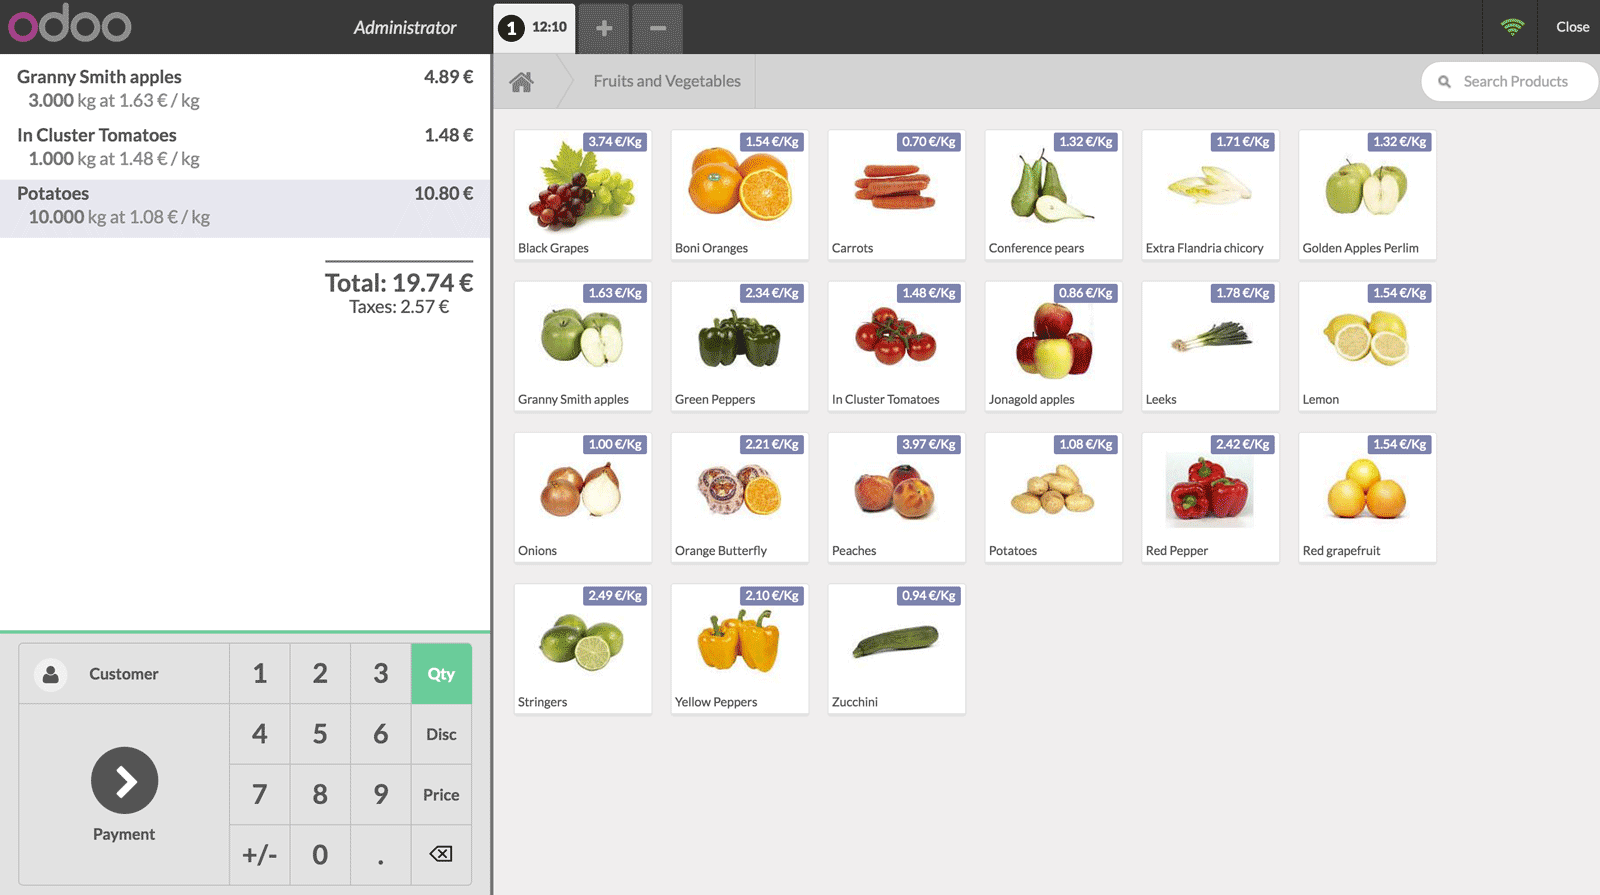 odoo
Administrator
1 12:10
+
−
Close
Granny Smith apples 4.89 €
3.000 kg at 1.63 € / kg
In Cluster Tomatoes 1.48 €
1.000 kg at 1.48 € / kg
Potatoes 10.80 €
10.000 kg at 1.08 € / kg
Total: 19.74 €
Taxes: 2.57 €
Customer
1 2 3 Qty
4 5 6 Disc
7 8 9 Price
+/- 0 .
Payment
Fruits and Vegetables
Search Products
3.74 €/Kg
Black Grapes
1.54 €/Kg
Boni Oranges
0.70 €/Kg
Carrots
1.32 €/Kg
Conference pears
1.71 €/Kg
Extra Flandria chicory
1.32 €/Kg
Golden Apples Perlim
1.63 €/Kg
Granny Smith apples
2.34 €/Kg
Green Peppers
1.48 €/Kg
In Cluster Tomatoes
0.86 €/Kg
Jonagold apples
1.78 €/Kg
Leeks
1.54 €/Kg
Lemon
1.00 €/Kg
Onions
2.21 €/Kg
Orange Butterfly
3.97 €/Kg
Peaches
1.08 €/Kg
Potatoes
2.42 €/Kg
Red Pepper
1.54 €/Kg
Red grapefruit
2.49 €/Kg
Stringers
2.10 €/Kg
Yellow Peppers
0.94 €/Kg
Zucchini